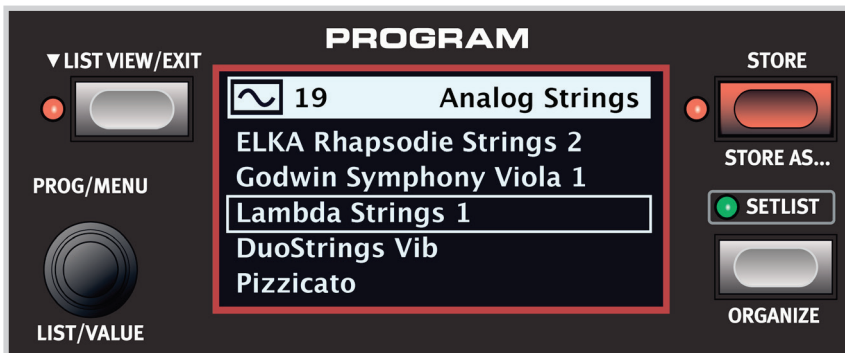 PROGRAM
▼LIST VIEW/EXIT
STORE
19 Analog Strings
ELKA Rhapsodie Strings 2
Godwin Symphony Viola 1
Lambda Strings 1
DuoStrings Vib
Pizzicato
STORE AS...
PROG/MENU
SETLIST
LIST/VALUE
ORGANIZE